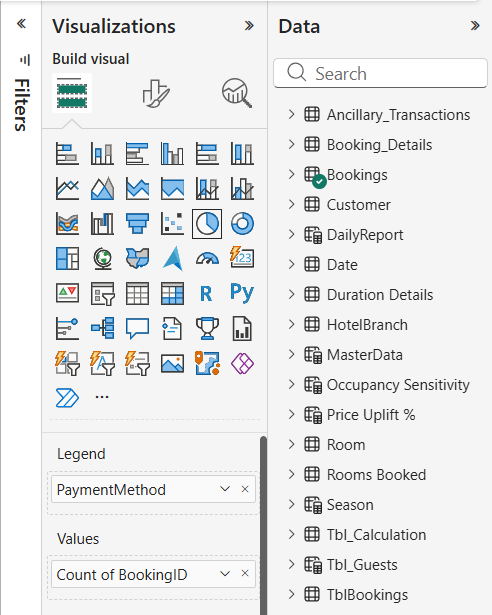 Visualizations
Build visual
Filters
123
R
Py
...
Legend
PaymentMethod
Values
Count of BookingID
Data
Search
Ancillary_Transactions
Booking_Details
Bookings
Customer
DailyReport
Date
Duration Details
HotelBranch
MasterData
Occupancy Sensitivity
Price Uplift %
Room
Rooms Booked
Season
Tbl_Calculation
Tbl_Guests
TblBookings